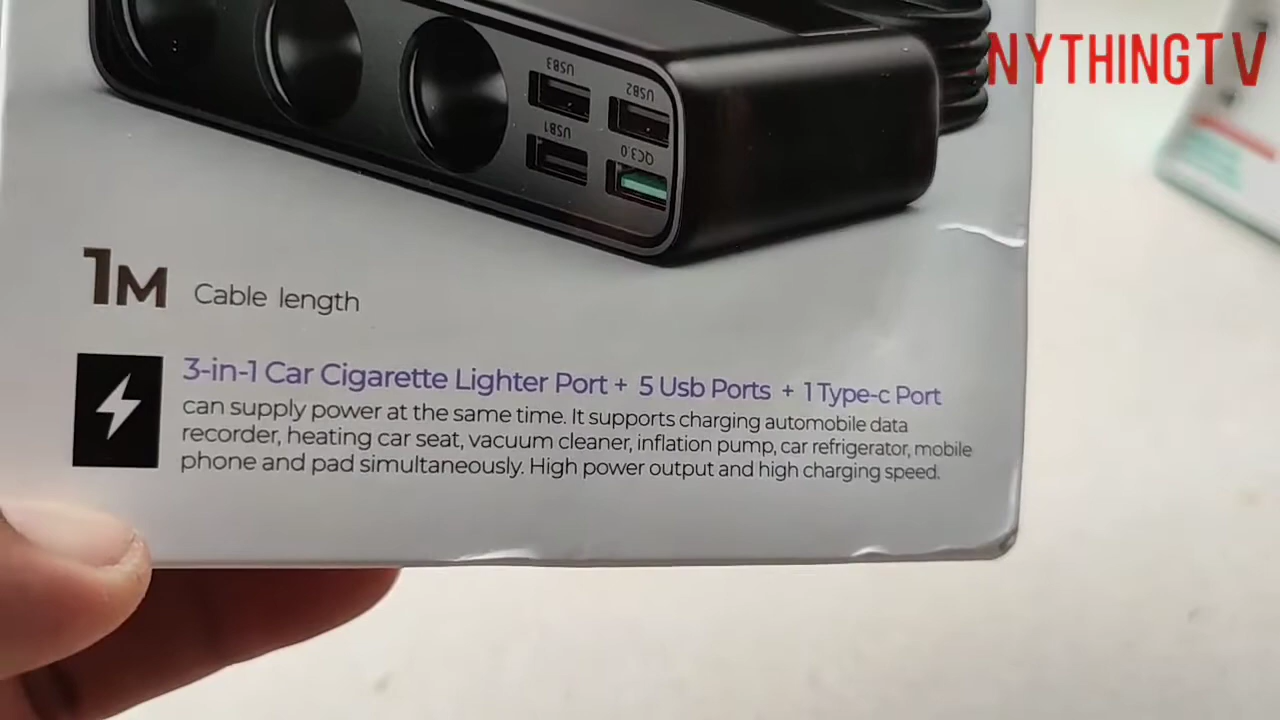 NYTHINGTV
USB3
USB2
USB1
QC3.0
1M Cable length
3-in-1 Car Cigarette Lighter Port + 5 Usb Ports + 1 Type-c Port
can supply power at the same time. It supports charging automobile data
recorder, heating car seat, vacuum cleaner, inflation pump, car refrigerator, mobile
phone and pad simultaneously. High power output and high charging speed.